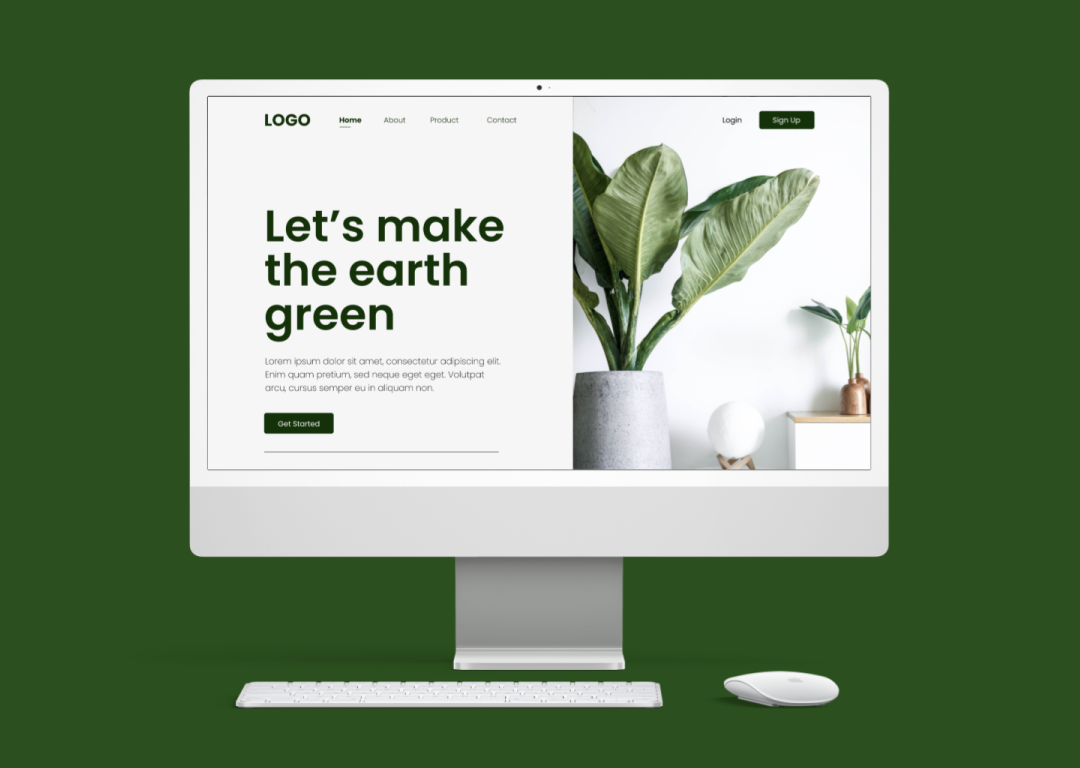 LOGO Home About Product Contact Login Sign Up
Let’s make
the earth
green
Lorem ipsum dolor sit amet, consectetur adipiscing elit.
Enim quam pretium, sed neque eget eget. Volutpat
arcu, cursus semper eu in aliquam non.
Get Started